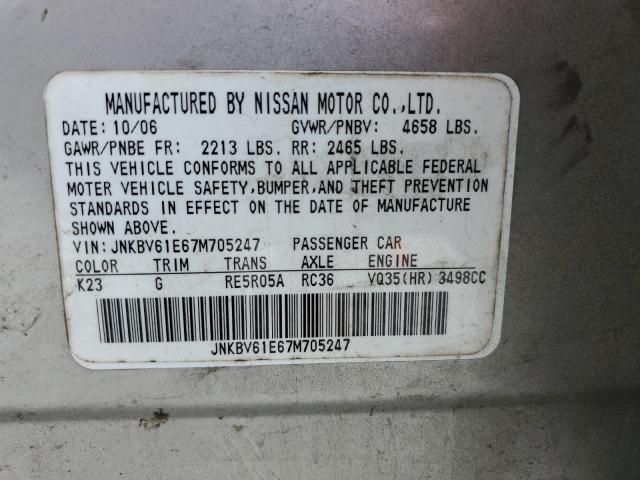 MANUFACTURED BY NISSAN MOTOR CO.,LTD.
DATE: 10/06 GVWR/PNBV: 4658 LBS.
GAWR/PNBE FR: 2213 LBS. RR: 2465 LBS.
THIS VEHICLE CONFORMS TO ALL APPLICABLE FEDERAL
MOTER VEHICLE SAFETY,BUMPER,AND THEFT PREVENTION
STANDARDS IN EFFECT ON THE DATE OF MANUFACTURE
SHOWN ABOVE.
VIN: JNKBV61E67M705247 PASSENGER CAR
COLOR TRIM TRANS AXLE ENGINE
K23 G RE5R05A RC36 VQ35(HR) 3498CC
JNKBV61E67M705247